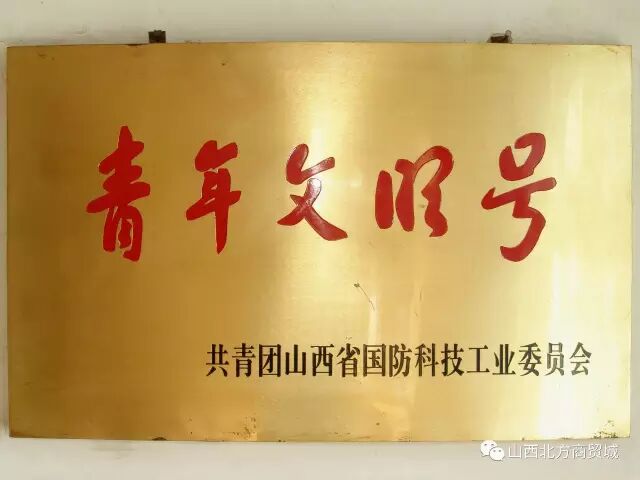 青年文明号
共青团山西省国防科技工业委员会
山西北方商贸城